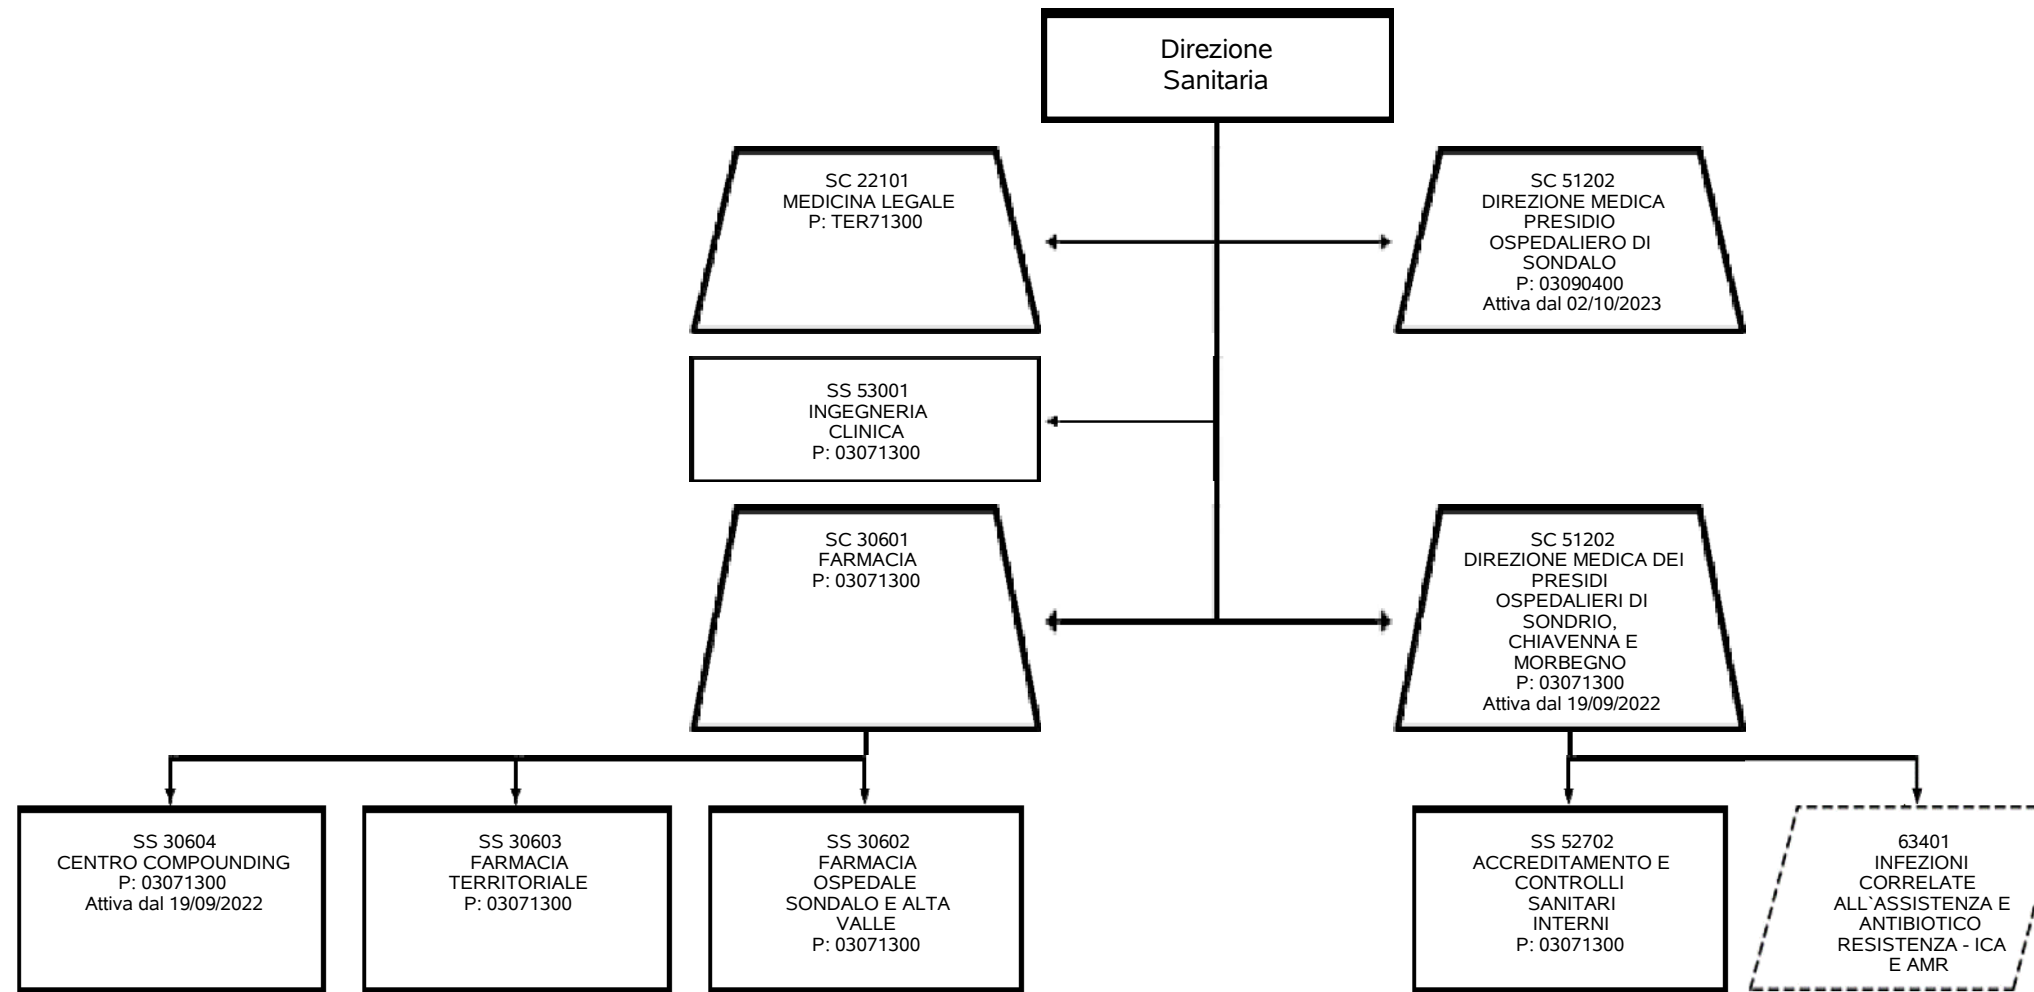 Direzione
Sanitaria
SC 22101
MEDICINA LEGALE
P: TER71300
SC 51202
DIREZIONE MEDICA
PRESIDIO
OSPEDALIERO DI
SONDALO
P: 03090400
Attiva dal 02/10/2023
SS 53001
INGEGNERIA
CLINICA
P: 03071300
SC 30601
FARMACIA
P: 03071300
SC 51202
DIREZIONE MEDICA DEI
PRESIDI
OSPEDALIERI DI
SONDRIO,
CHIAVENNA E
MORBEGNO
P: 03071300
Attiva dal 19/09/2022
SS 30604
CENTRO COMPOUNDING
P: 03071300
Attiva dal 19/09/2022
SS 30603
FARMACIA
TERRITORIALE
P: 03071300
SS 30602
FARMACIA
OSPEDALE
SONDALO E ALTA
VALLE
P: 03071300
SS 52702
ACCREDITAMENTO E
CONTROLLI
SANITARI
INTERNI
P: 03071300
63401
INFEZIONI
CORRELATE
ALL`ASSISTENZA E
ANTIBIOTICO
RESISTENZA - ICA
E AMR